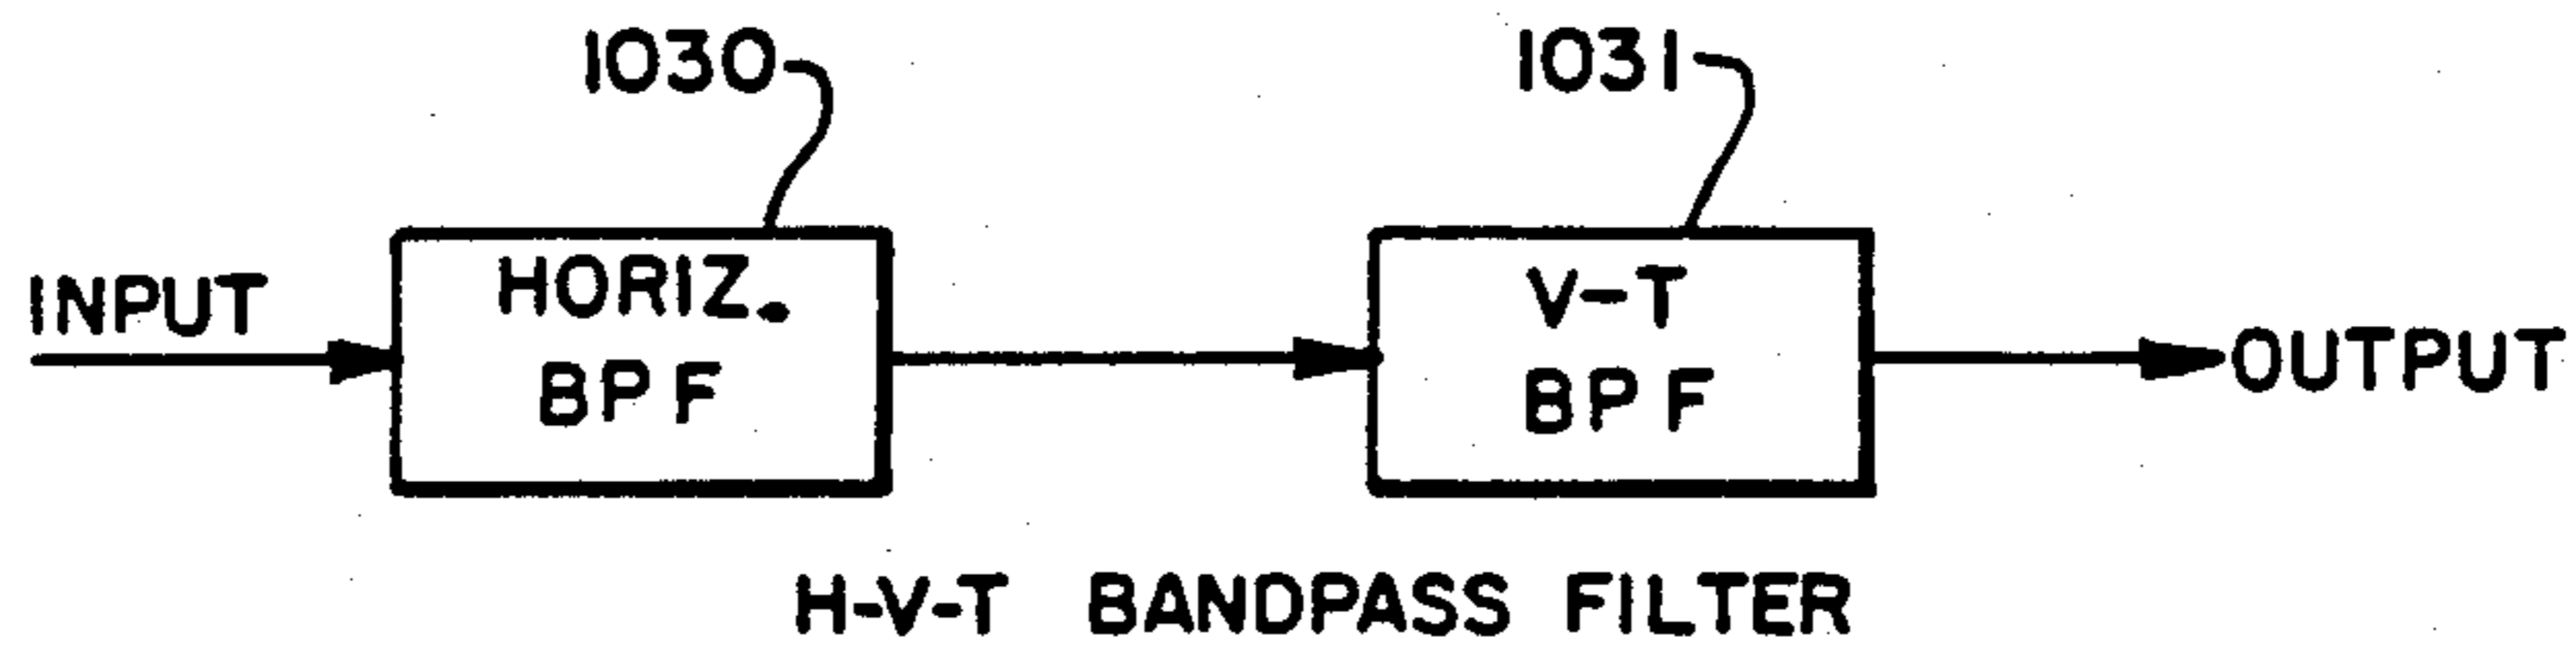 1030
1031
INPUT
HORIZ.
BPF
V-T
BPF
OUTPUT
H-V-T BANDPASS FILTER